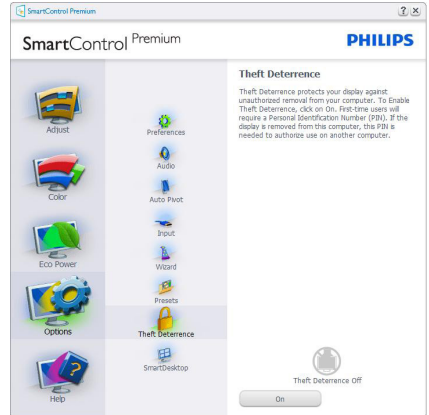 SmartControl Premium
SmartControl Premium
PHILIPS
Adjust
Color
Eco Power
Options
Help
Preferences
Audio
Auto Pivot
Input
Wizard
Presets
Theft Deterrence
SmartDesktop
Theft Deterrence
Theft Deterrence protects your display against
unauthorized removal from your computer. To Enable
Theft Deterrence, click on On. First-time users will
require a Personal Identification Number (PIN). If the
display is removed from this computer, this PIN is
needed to authorize use on another computer.
Theft Deterrence Off
On